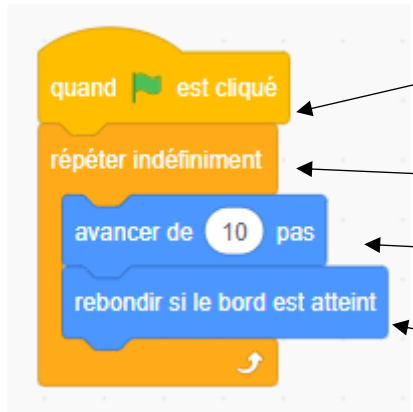 quand est cliqué
répéter indéfiniment
avancer de 10 pas
rebondir si le bord est atteint